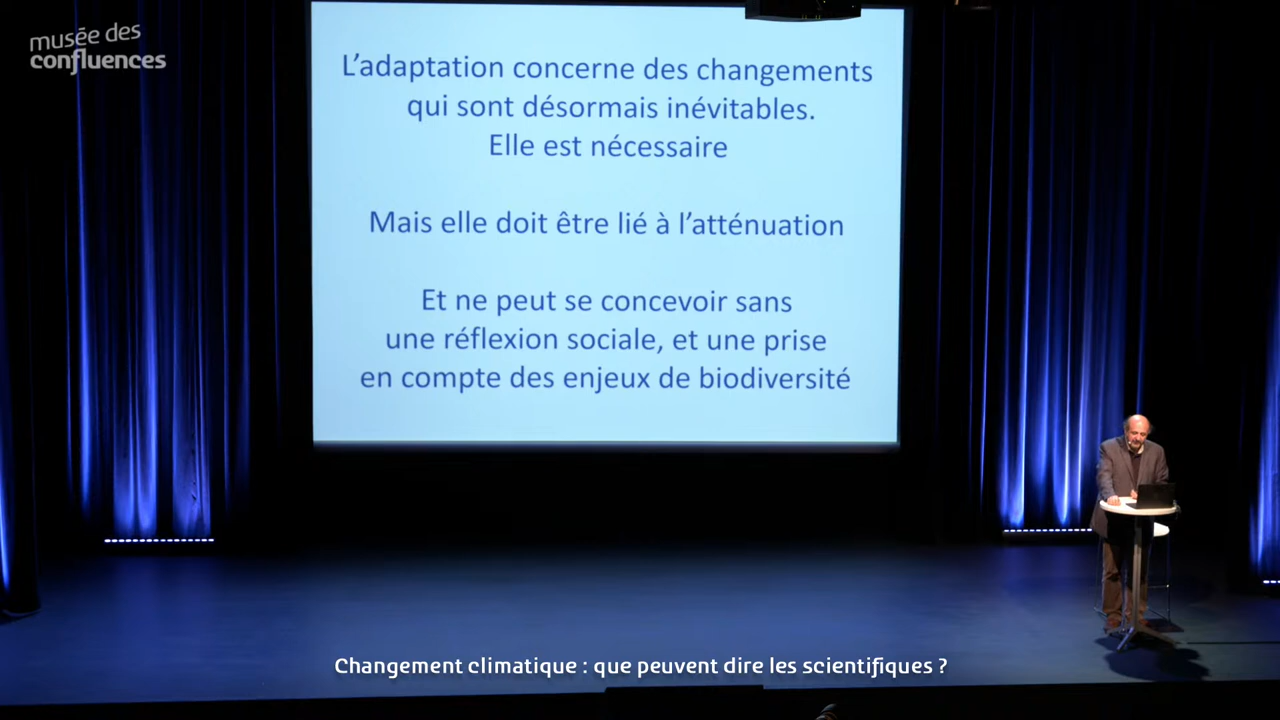 musée des
confluences
L’adaptation concerne des changements
qui sont désormais inévitables.
Elle est nécessaire
Mais elle doit être lié à l’atténuation
Et ne peut se concevoir sans
une réflexion sociale, et une prise
en compte des enjeux de biodiversité
Changement climatique : que peuvent dire les scientifiques ?